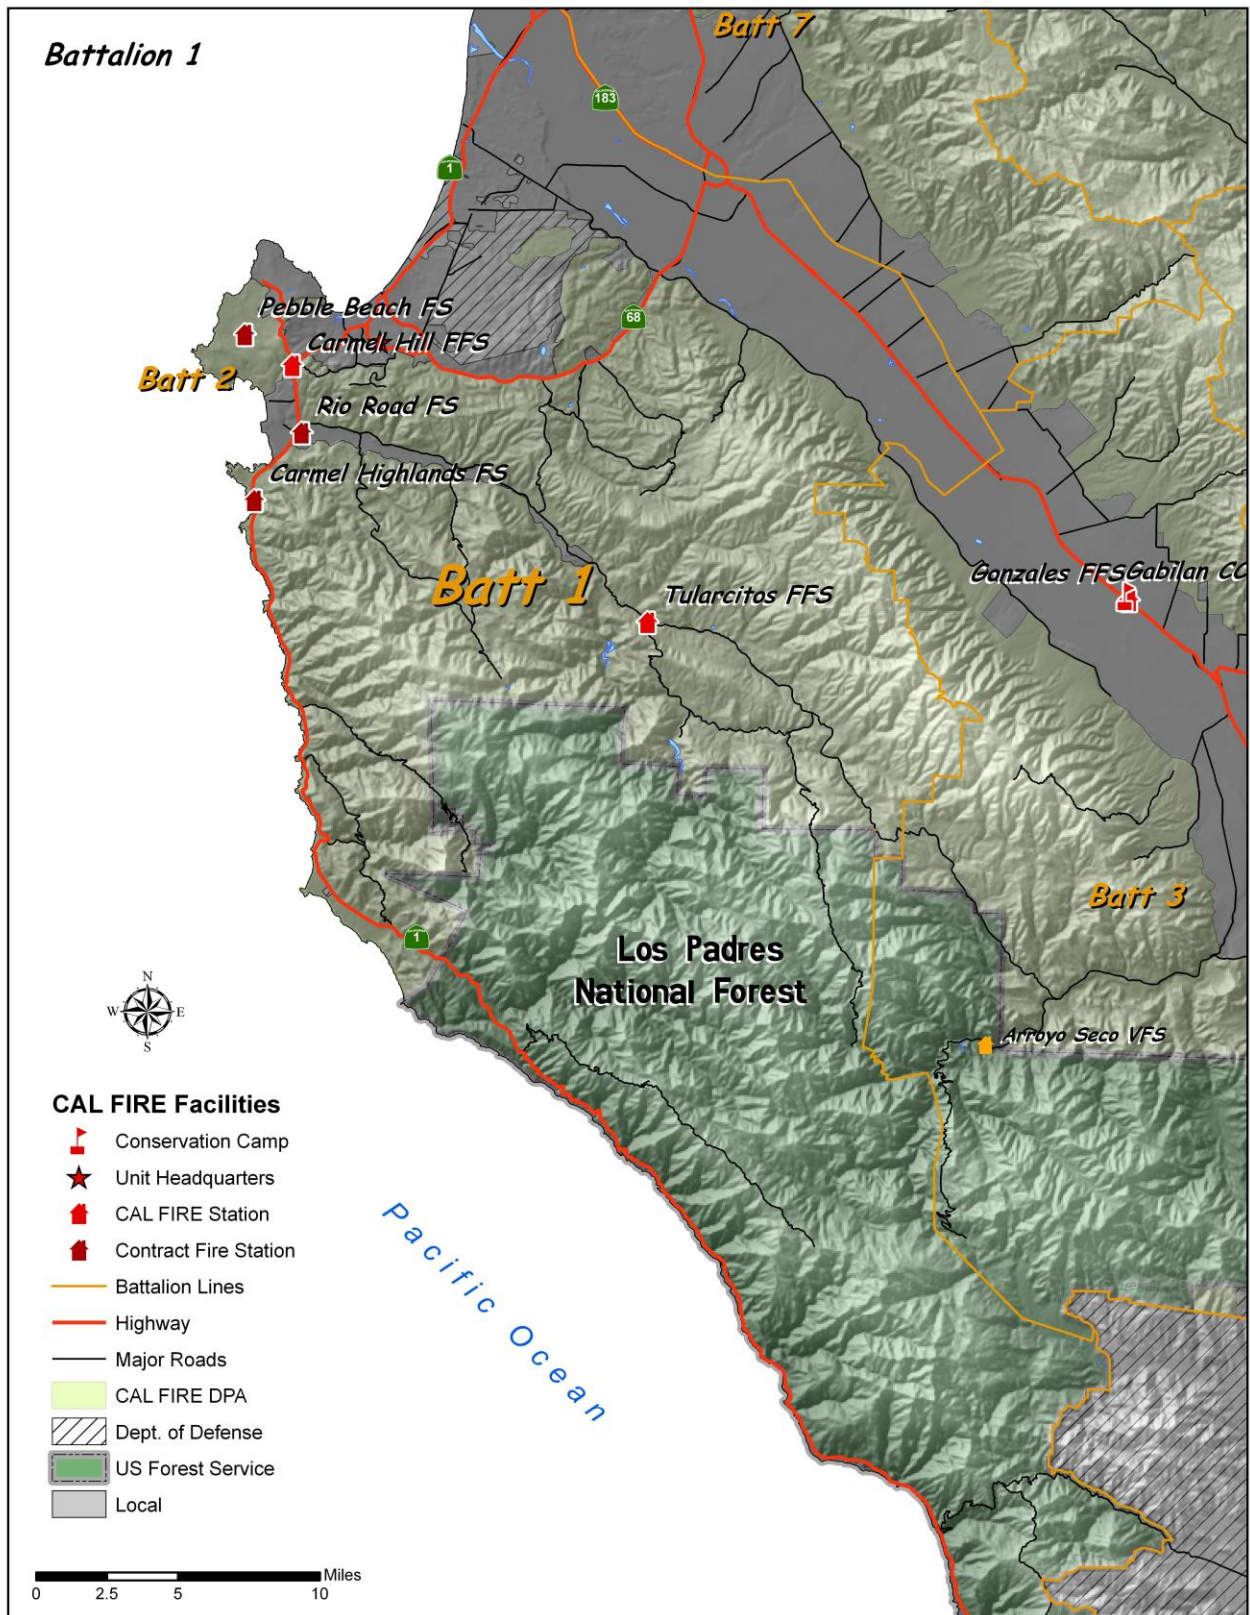 Battalion 1
Batt 7
183
1
68
Pebble Beach FS
Carmel Hill FFS
Batt 2
Rio Road FS
Carmel Highlands FS
Batt 1
Tularcitos FFS
Gonzales FFS
Gabilan CC
Batt 3
1
Los Padres
National Forest
Arroyo Seco VFS
N
W
E
S
CAL FIRE Facilities
Conservation Camp
Unit Headquarters
CAL FIRE Station
Contract Fire Station
Battalion Lines
Highway
Major Roads
CAL FIRE DPA
Dept. of Defense
US Forest Service
Local
Pacific Ocean
Miles
0 2.5 5 10